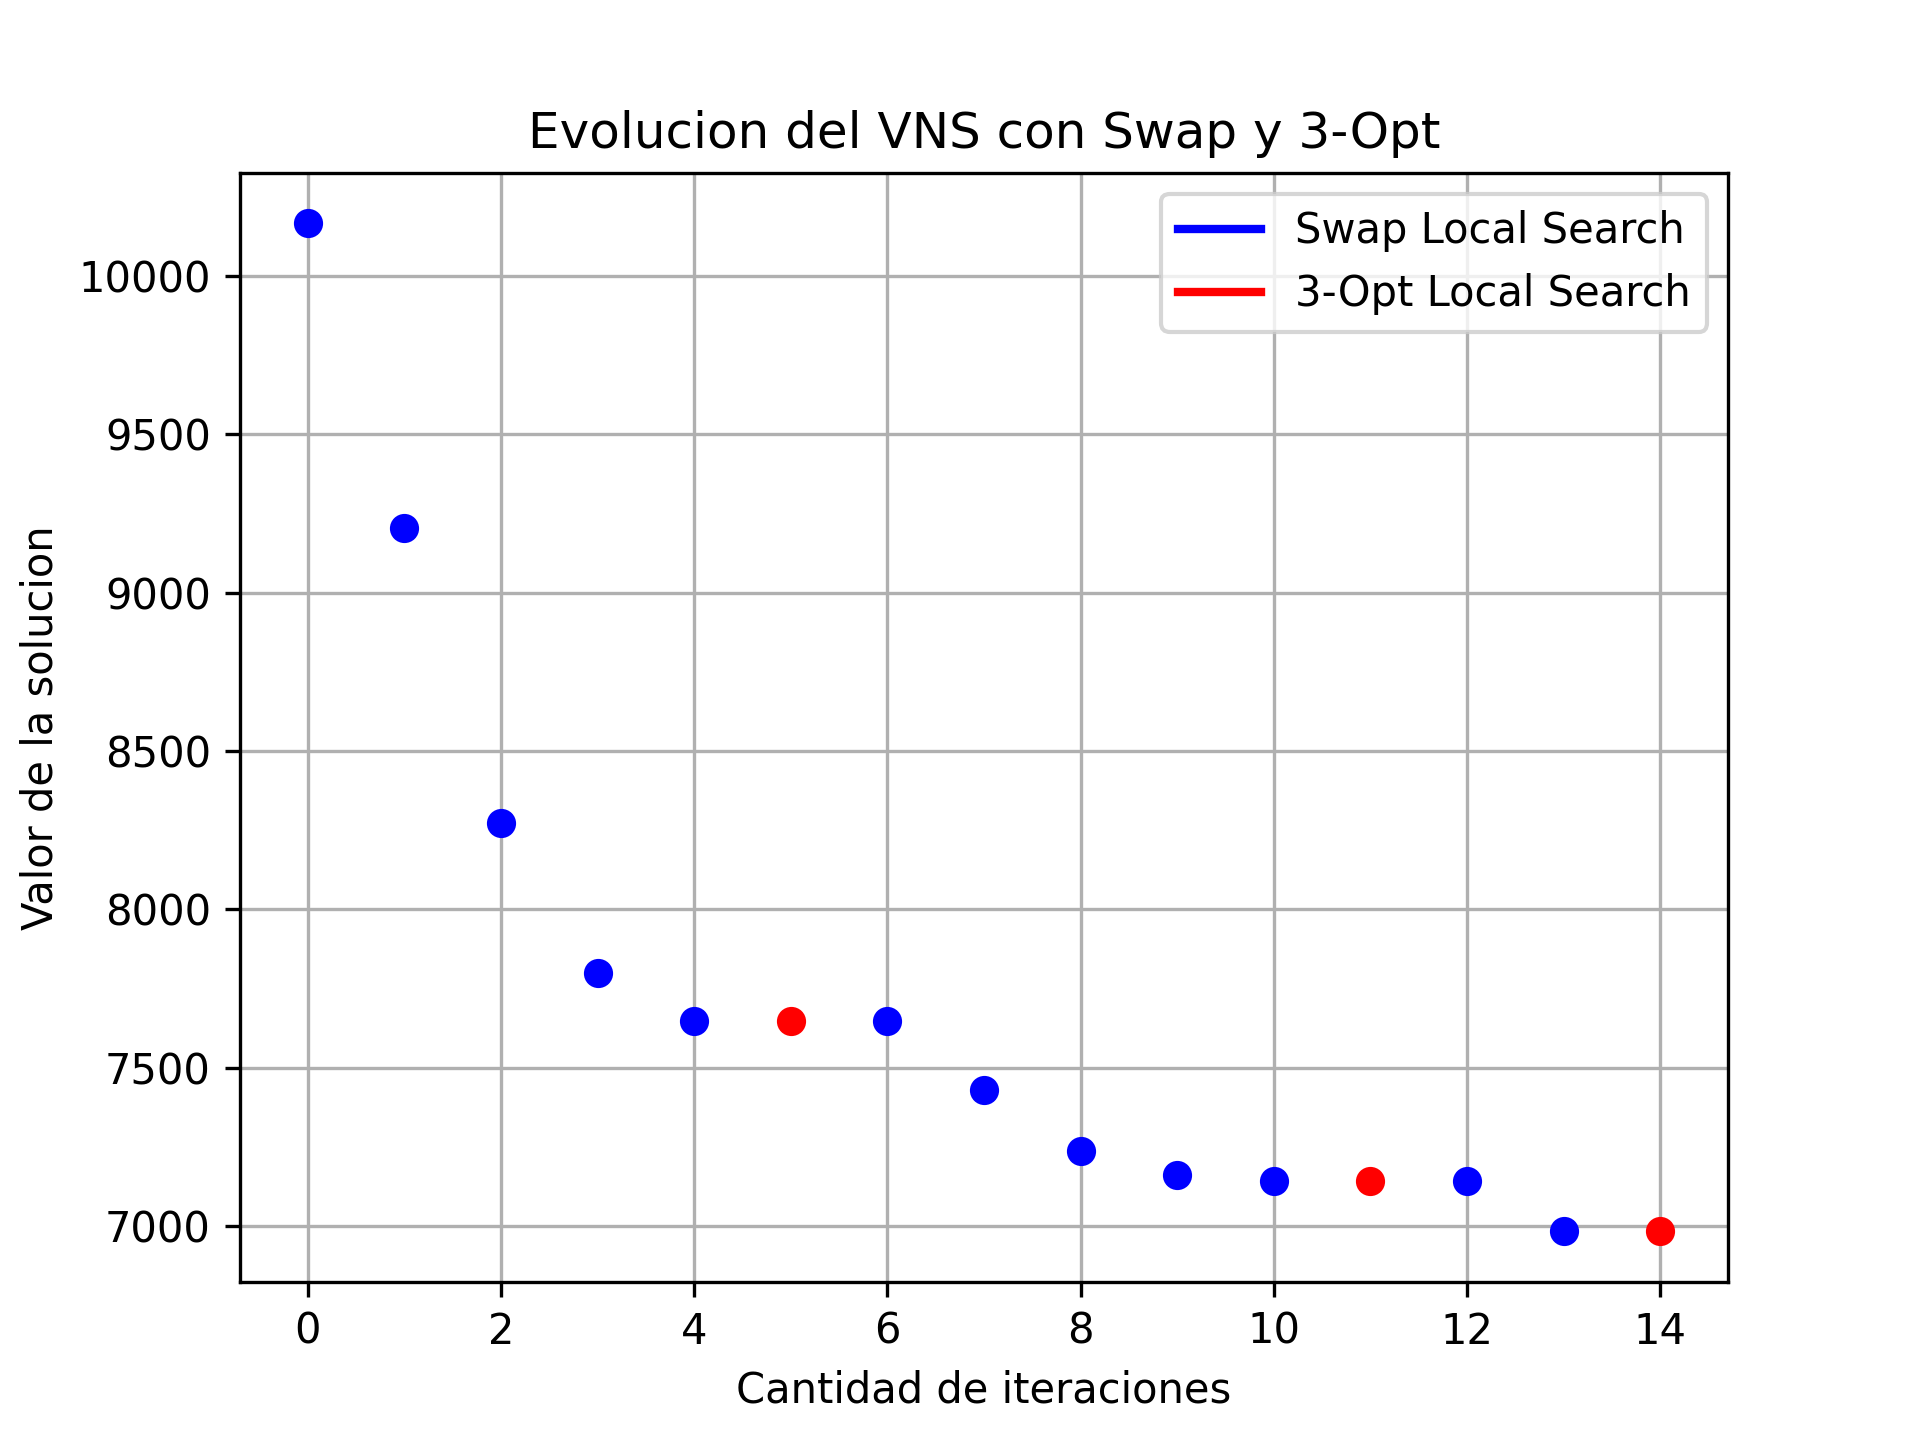 Evolucion del VNS con Swap y 3-Opt
Swap Local Search
3-Opt Local Search
Valor de la solucion
10000
9500
9000
8500
8000
7500
7000
0 2 4 6 8 10 12 14
Cantidad de iteraciones